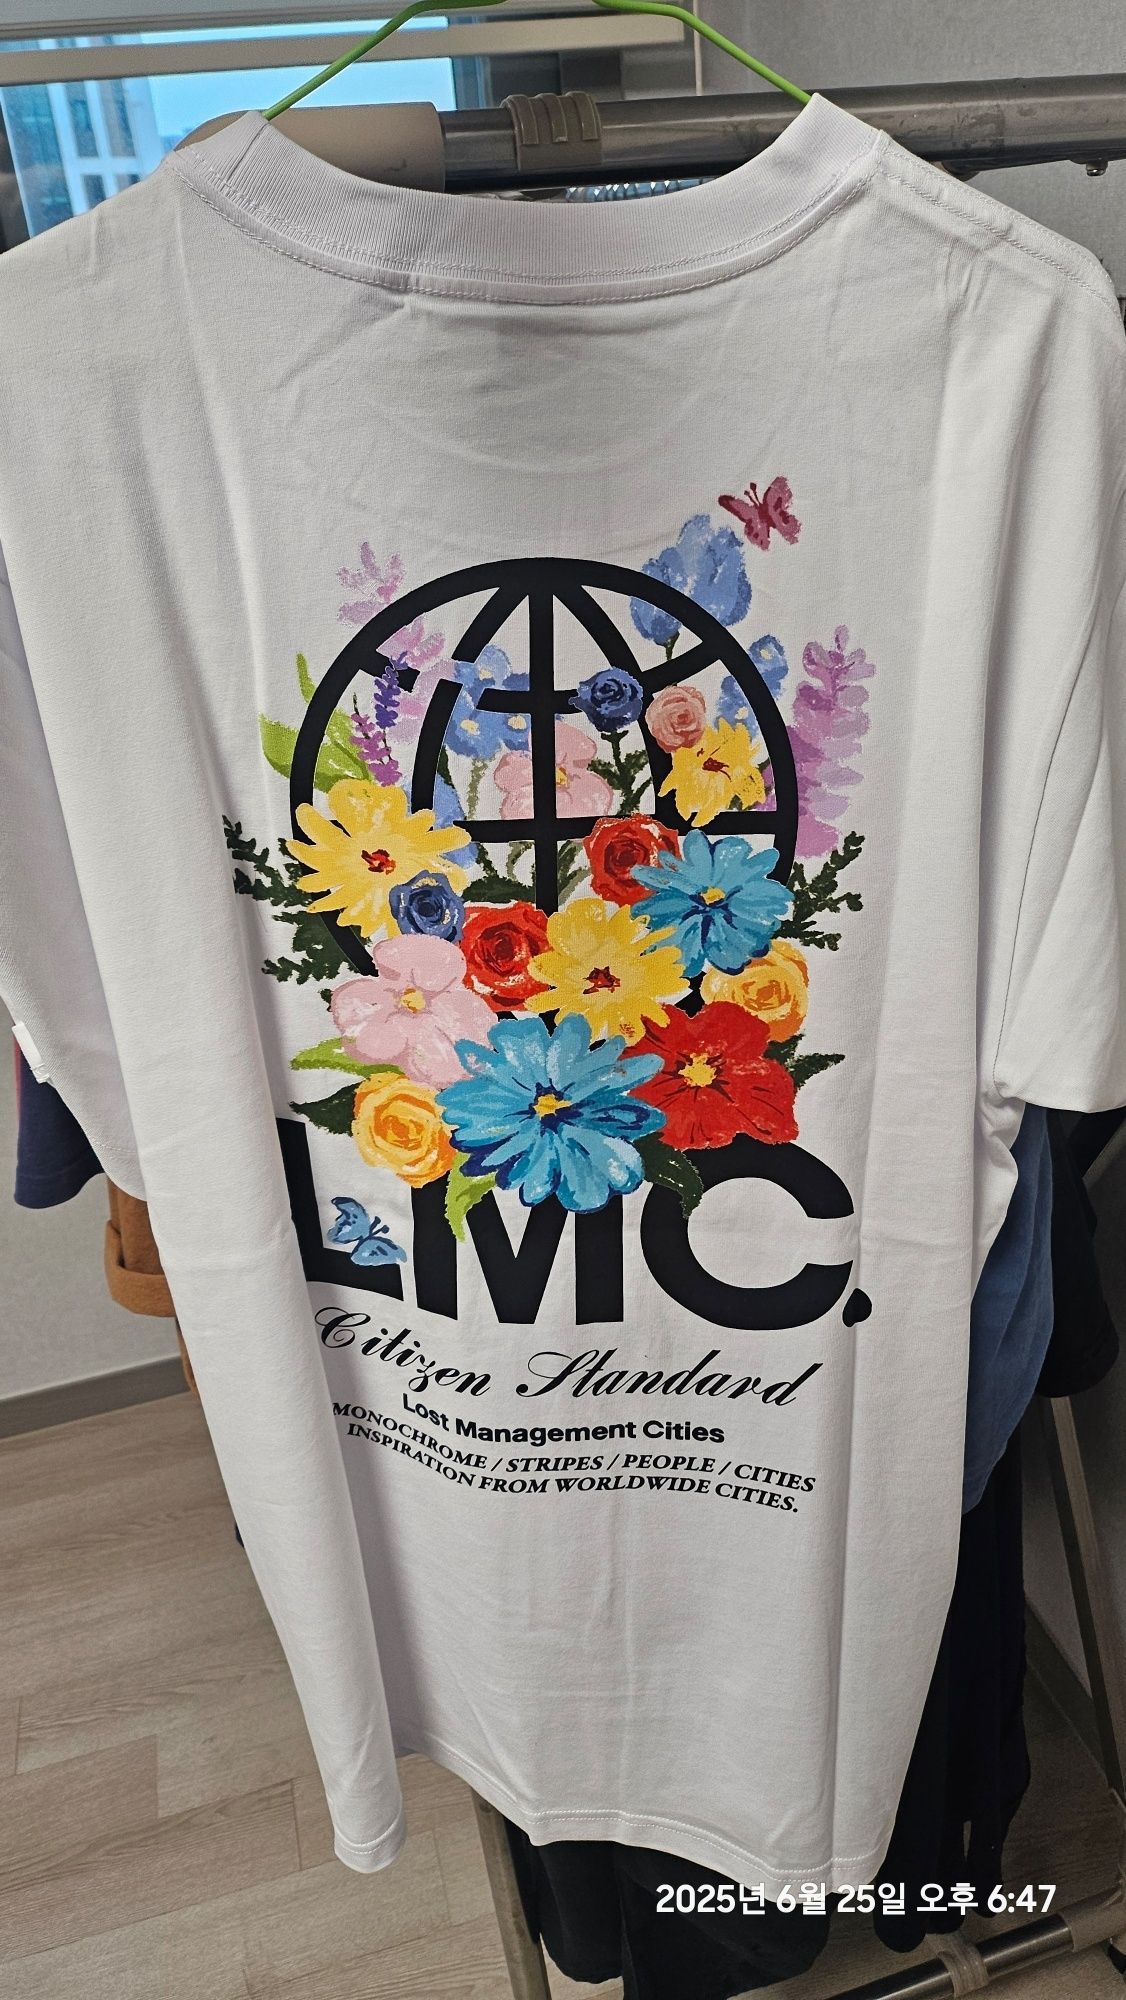 LMC.
Citizen Standard
Lost Management Cities
MONOCHROME / STRIPES / PEOPLE / CITIES
INSPIRATION FROM WORLDWIDE CITIES.
2025년 6월 25일 오후 6:47